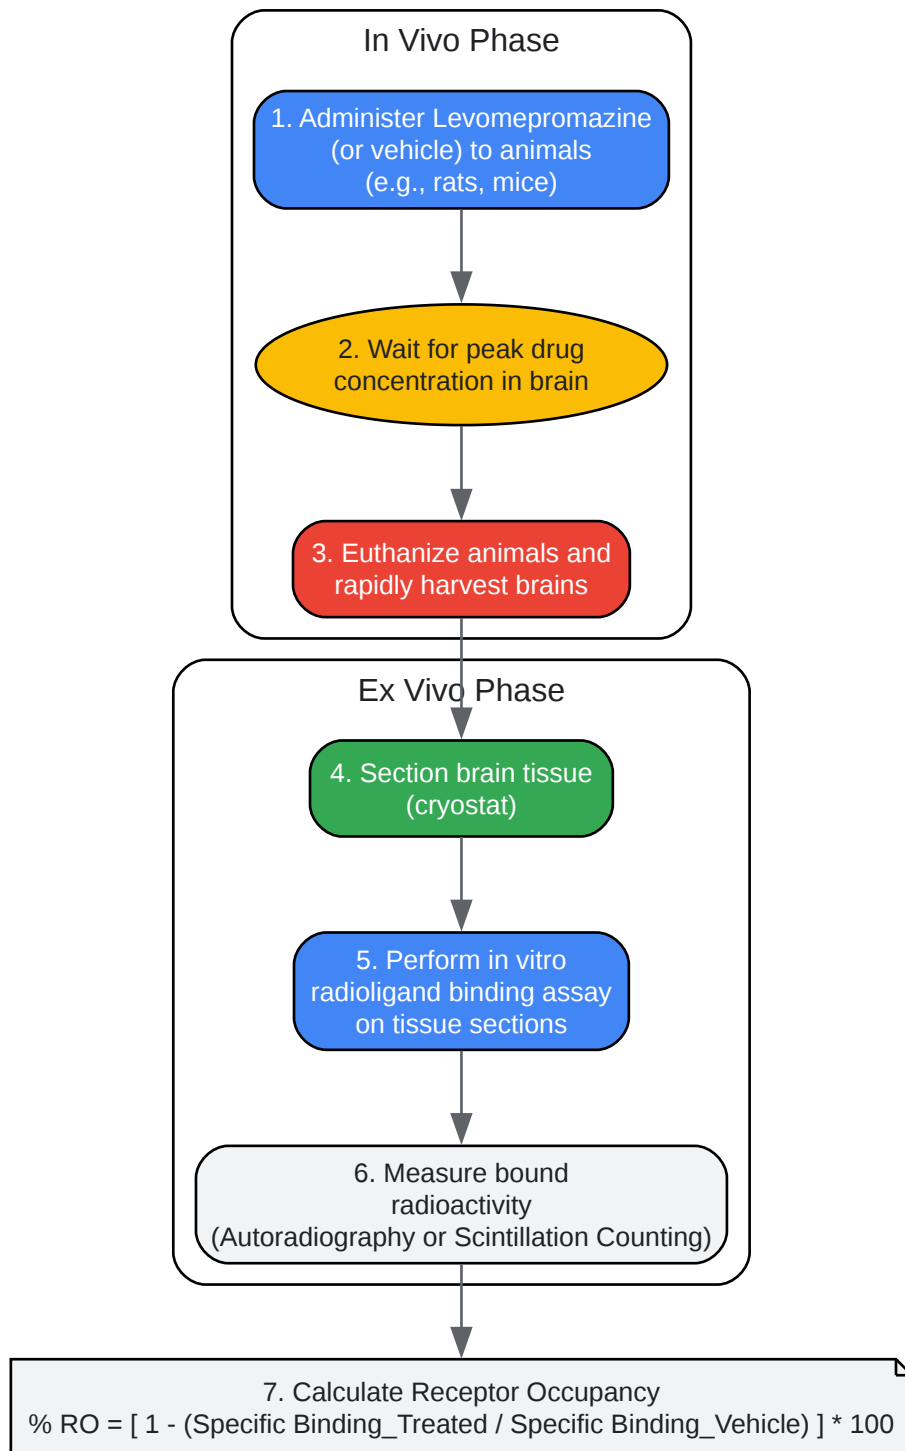 In Vivo Phase
1. Administer Levomepromazine
(or vehicle) to animals
(e.g., rats, mice)
2. Wait for peak drug
concentration in brain
3. Euthanize animals and
rapidly harvest brains
Ex Vivo Phase
4. Section brain tissue
(cryostat)
5. Perform in vitro
radioligand binding assay
on tissue sections
6. Measure bound
radioactivity
(Autoradiography or Scintillation Counting)
7. Calculate Receptor Occupancy
% RO = [ 1 - (Specific Binding_Treated / Specific Binding_Vehicle) ] * 100